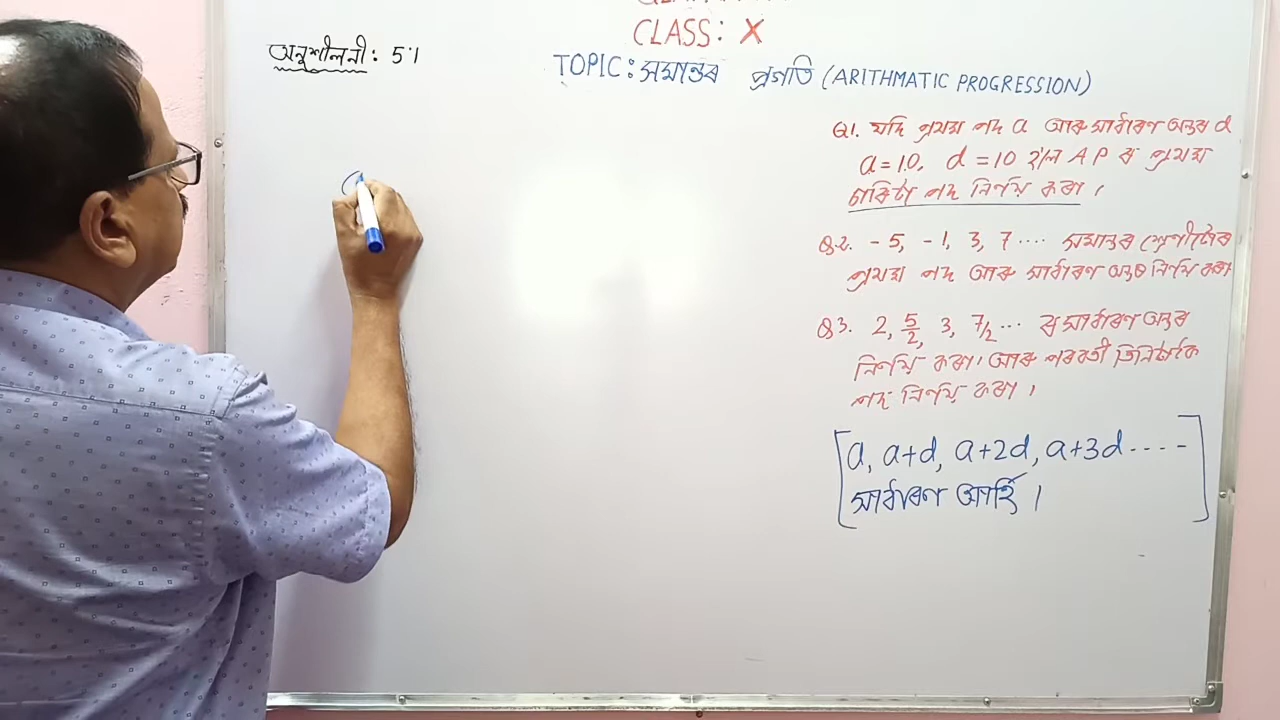 অনুশীলনী: 5.1
CLASS: X
TOPIC: সমান্তৰ প্ৰগতি (ARITHMATIC PROGRESSION)
Q1. যদি প্ৰথম পদ a আৰু সাধাৰণ অন্তৰ d
a = 10, d = 10 হ'লে A P ৰ প্ৰথম
চাৰিটা পদ নিৰ্ণয় কৰা।
Q2. -5, -1, 3, 7 .... সমান্তৰ শ্ৰেণীটোৰ
প্ৰথম পদ আৰু সাধাৰণ অন্তৰ নিৰ্ণয় কৰা
Q3. 2, 5/2, 3, 7/2 ... ৰ সাধাৰণ অন্তৰ
নিৰ্ণয় কৰা। আৰু পৰৱৰ্তী তিনিটাকৈ
পদ নিৰ্ণয় কৰা।
[a, a+d, a+2d, a+3d ....-
সাধাৰণ আৰ্হি।]